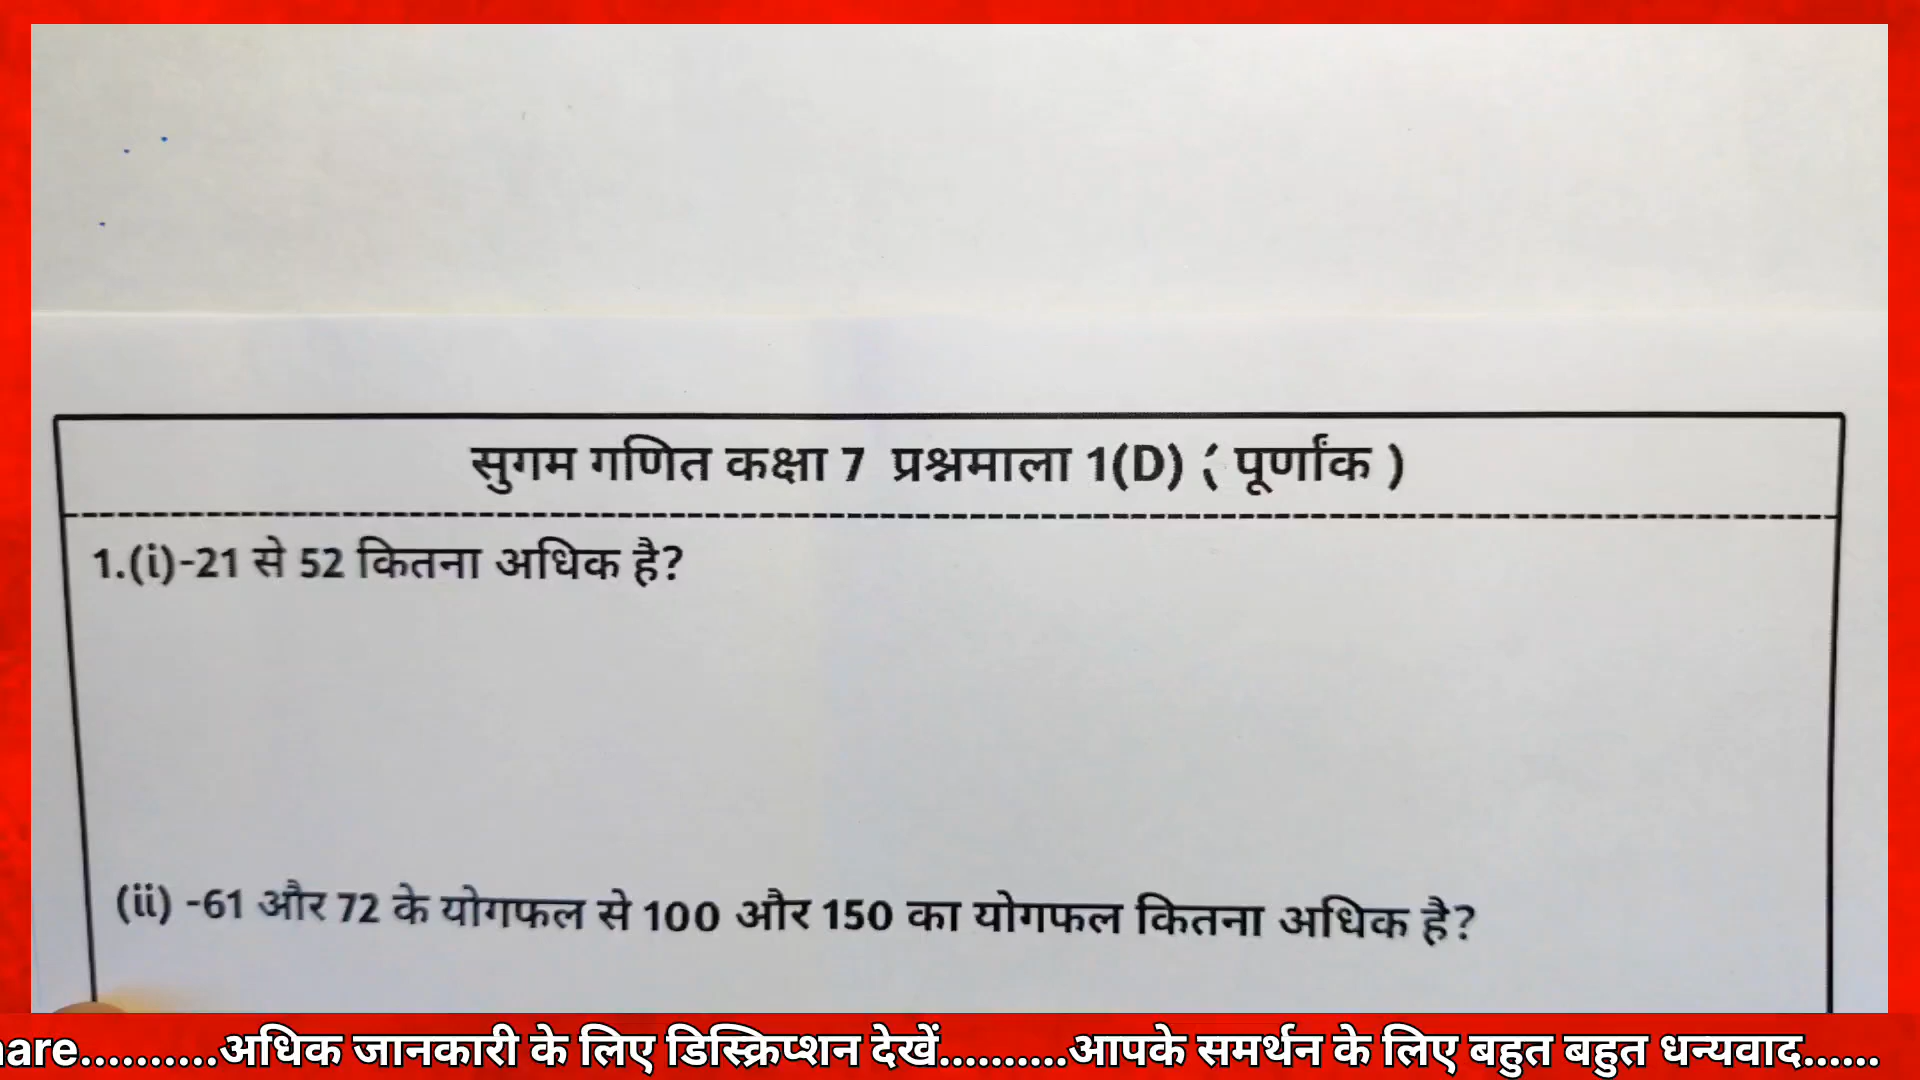 सुगम गणित कक्षा 7 प्रश्नमाला 1(D) ( पूर्णांक )
1.(i)-21 से 52 कितना अधिक है?
(ii) -61 और 72 के योगफल से 100 और 150 का योगफल कितना अधिक है?
are..........अधिक जानकारी के लिए डिस्क्रिप्शन देखें..........आपके समर्थन के लिए बहुत बहुत धन्यवाद......